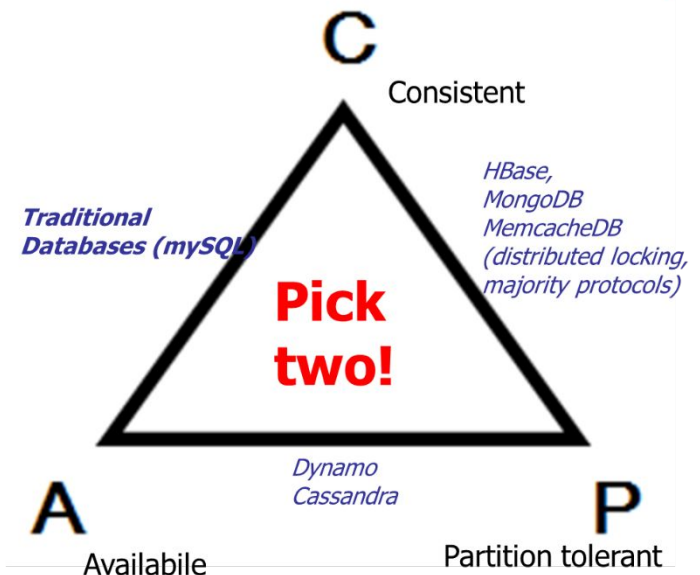 C
Consistent
HBase,
MongoDB
MemcacheDB
(distributed locking,
majority protocols)
Traditional
Databases (mySQL)
Pick
two!
Dynamo
Cassandra
A
Availabile
P
Partition tolerant